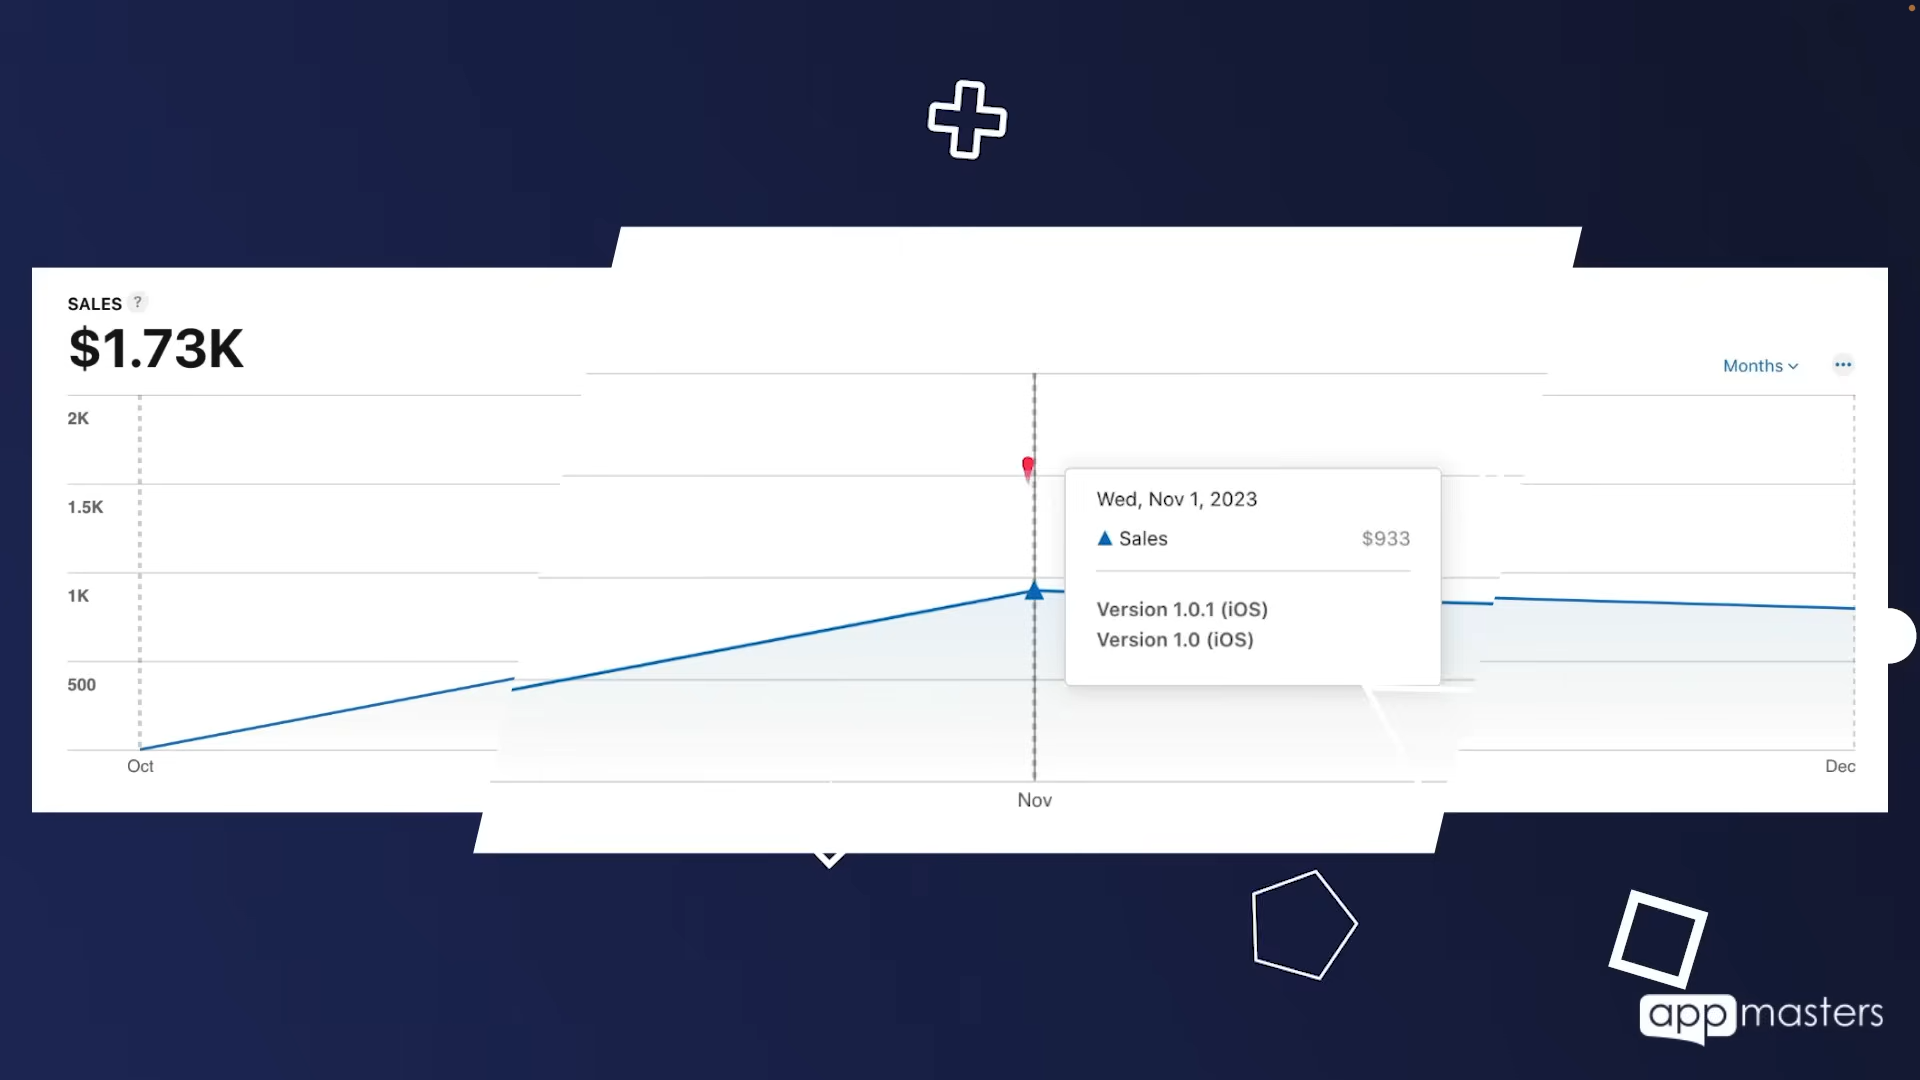 SALES ?
$1.73K
Months
2K
1.5K
1K
500
Wed, Nov 1, 2023
Sales $933
Version 1.0.1 (iOS)
Version 1.0 (iOS)
Oct
Nov
Dec
appmasters